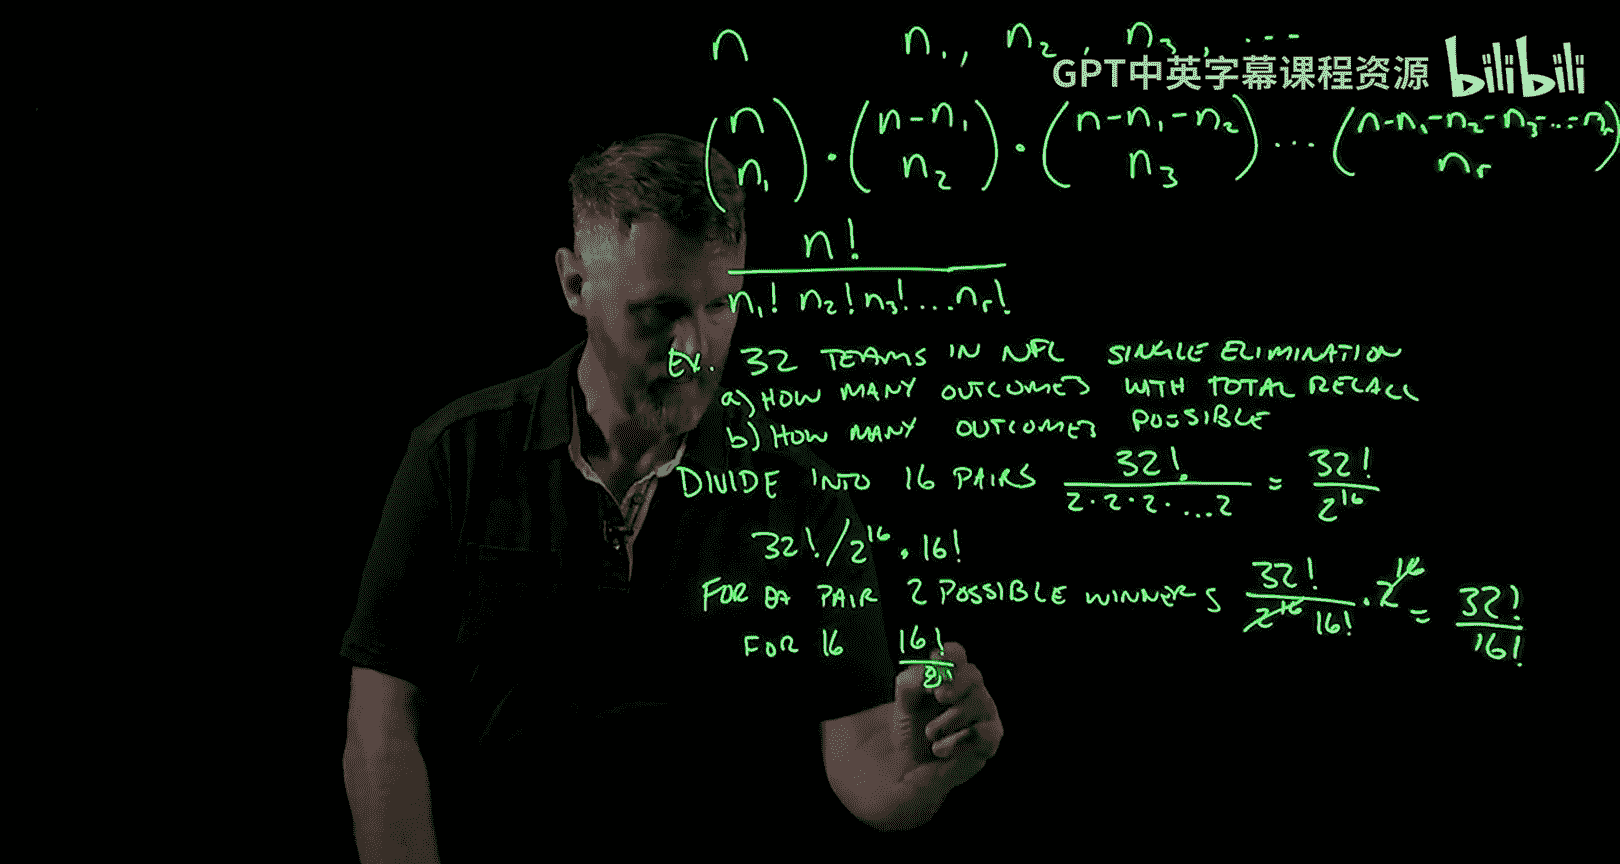 n n₁, n₂, n₃, ...
GPT中英字幕课程资源 bilibili
(n n₁) · (n-n₁ n₂) · (n-n₁-n₂ n₃) ... (n-n₁-n₂-n₃-...-nᵣ nᵣ)
n!
n₁! n₂! n₃! ... nᵣ!
EX. 32 TEAMS IN NFL SINGLE ELIMINATION
a) HOW MANY OUTCOMES WITH TOTAL RECALL
b) HOW MANY OUTCOMES POSSIBLE
DIVIDE INTO 16 PAIRS 32! / 2·2·2·...2 = 32! / 2¹⁶
32!/2¹⁶ · 16!
FOR PAIR 2 POSSIBLE WINNERS 32! / 2¹⁶ 16! · 2¹⁶ = 32! / 16!
FOR 16 16! / 8!